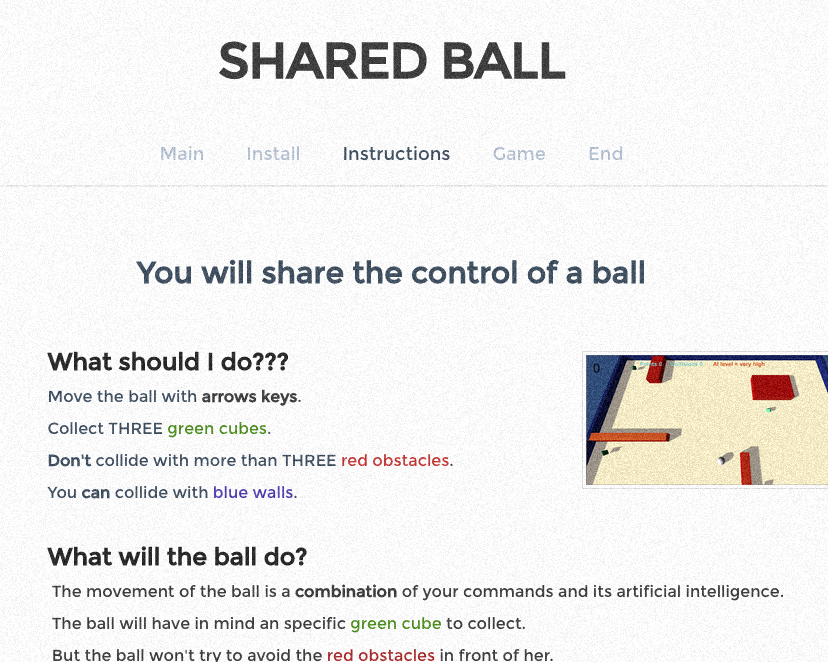 SHARED BALL
Main Install Instructions Game End
You will share the control of a ball
What should I do???
Move the ball with arrows keys.
Collect THREE green cubes.
Don't collide with more than THREE red obstacles.
You can collide with blue walls.
0
AI level = very high
What will the ball do?
The movement of the ball is a combination of your commands and its artificial intelligence.
The ball will have in mind an specific green cube to collect.
But the ball won't try to avoid the red obstacles in front of her.